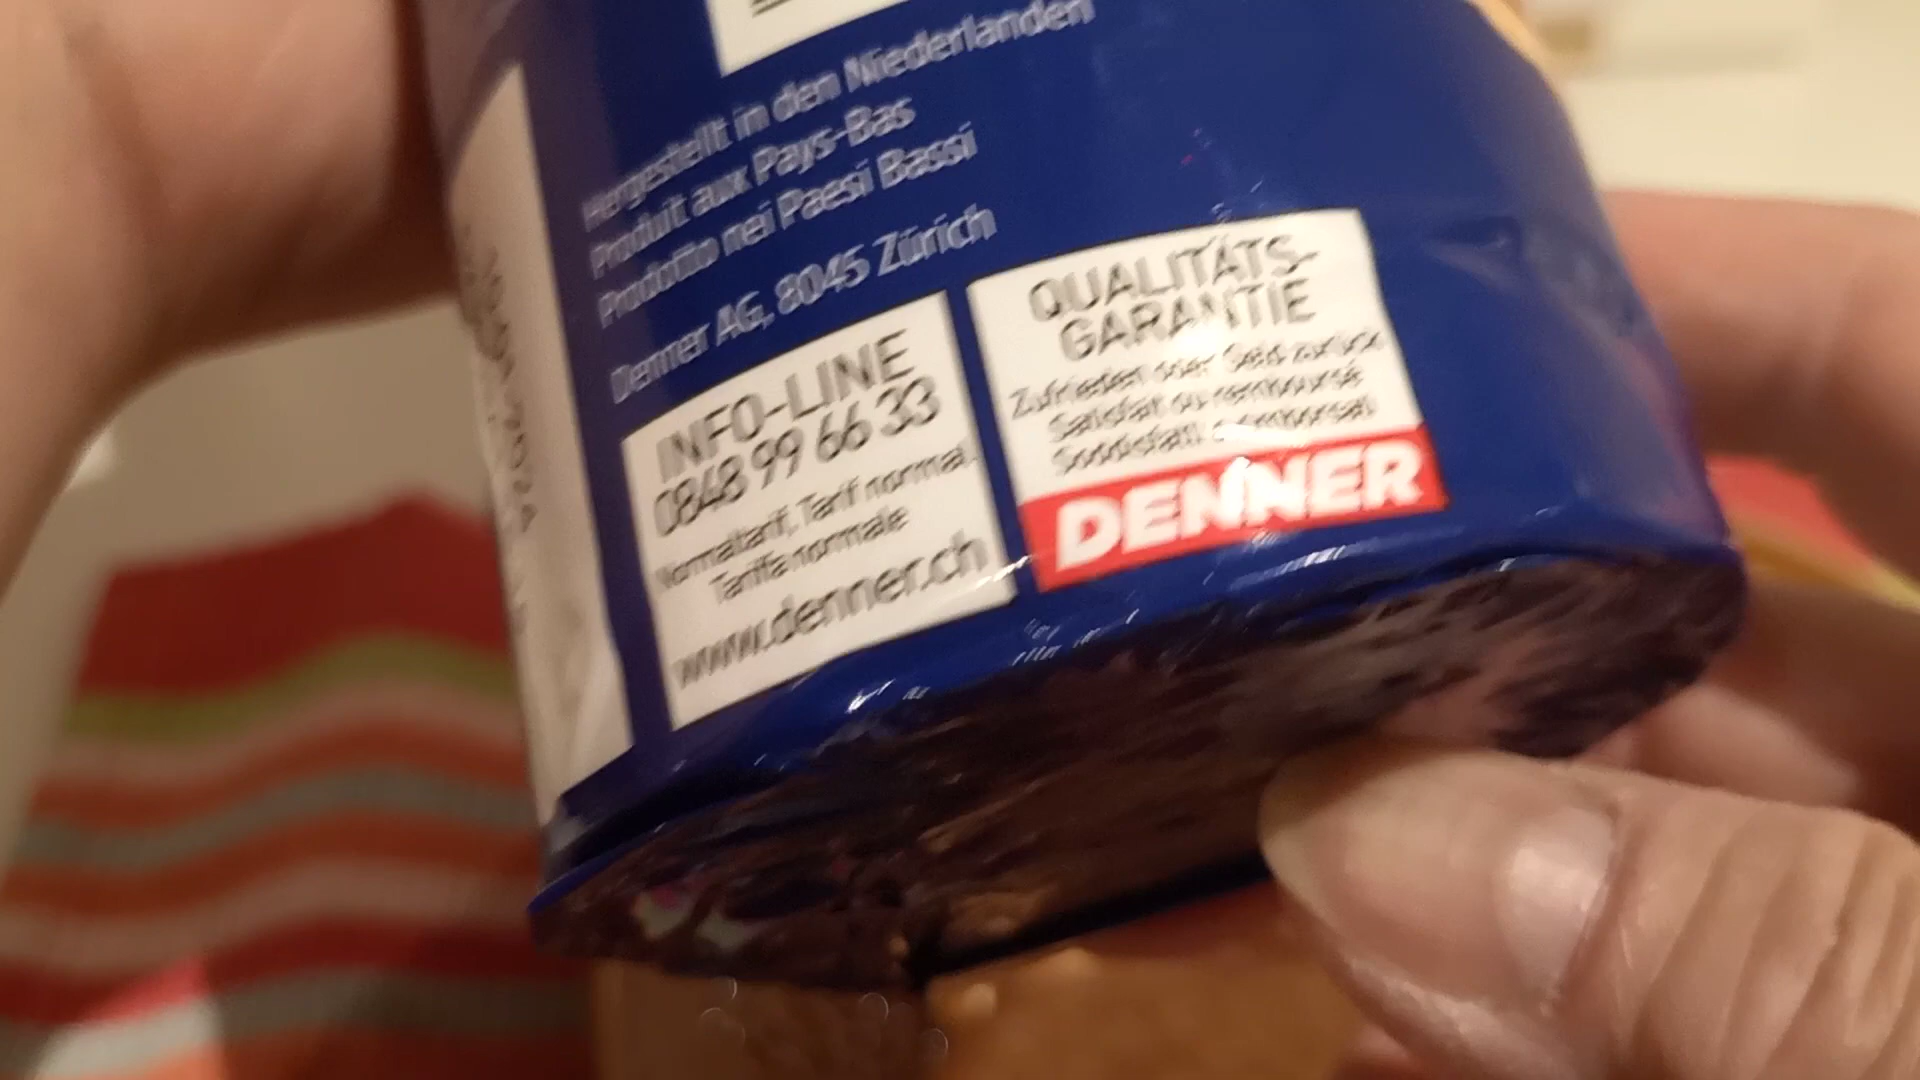 Hergestellt in den Niederlanden
Produit aux Pays-Bas
Prodotto nei Paesi Bassi
Denner AG, 8045 Zürich
INFO-LINE
0848 99 66 33
Normaltarif, Tarif normal,
Tariffa normale
www.denner.ch
QUALITÄTS-
GARANTIE
Zufrieden oder Geld zurück
Satisfait ou remboursé
Soddisfatti o rimborsati
DENNER